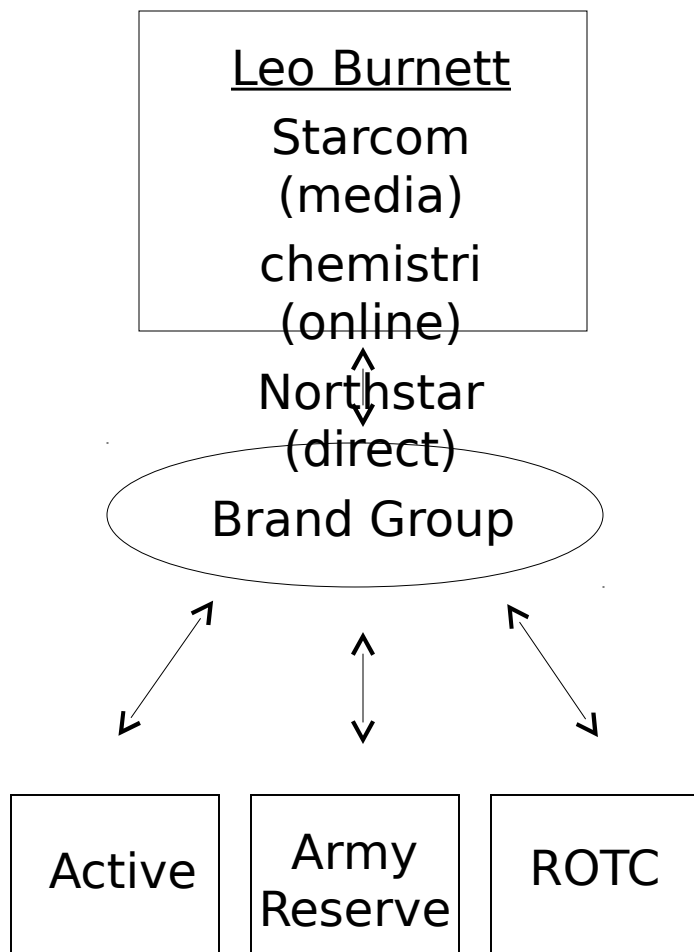 Leo Burnett
Starcom
(media)
chemistri
(online)
Northstar
(direct)
Brand Group
Active
Army
Reserve
ROTC